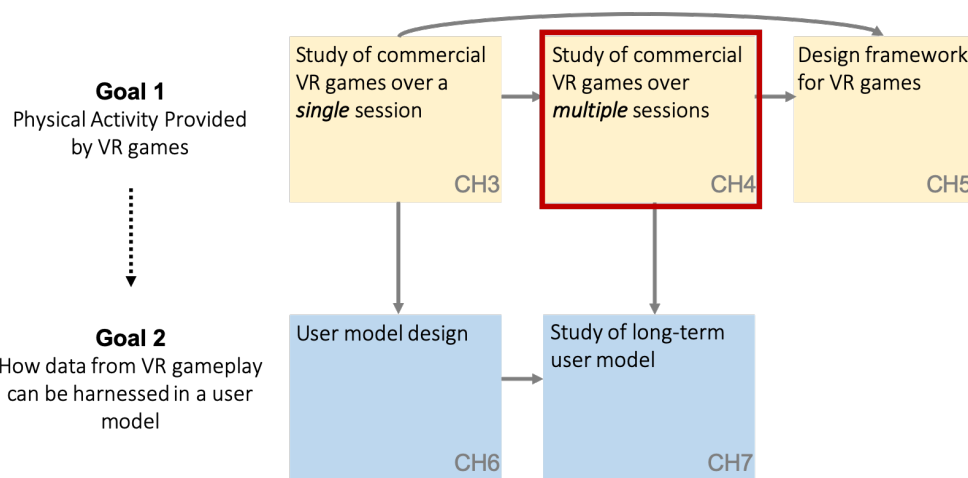 Goal 1
Physical Activity Provided
by VR games
Study of commercial
VR games over a
single session
CH3
Study of commercial
VR games over
multiple sessions
CH4
Design framework
for VR games
CH5
Goal 2
How data from VR gameplay
can be harnessed in a user
model
User model design
CH6
Study of long-term
user model
CH7